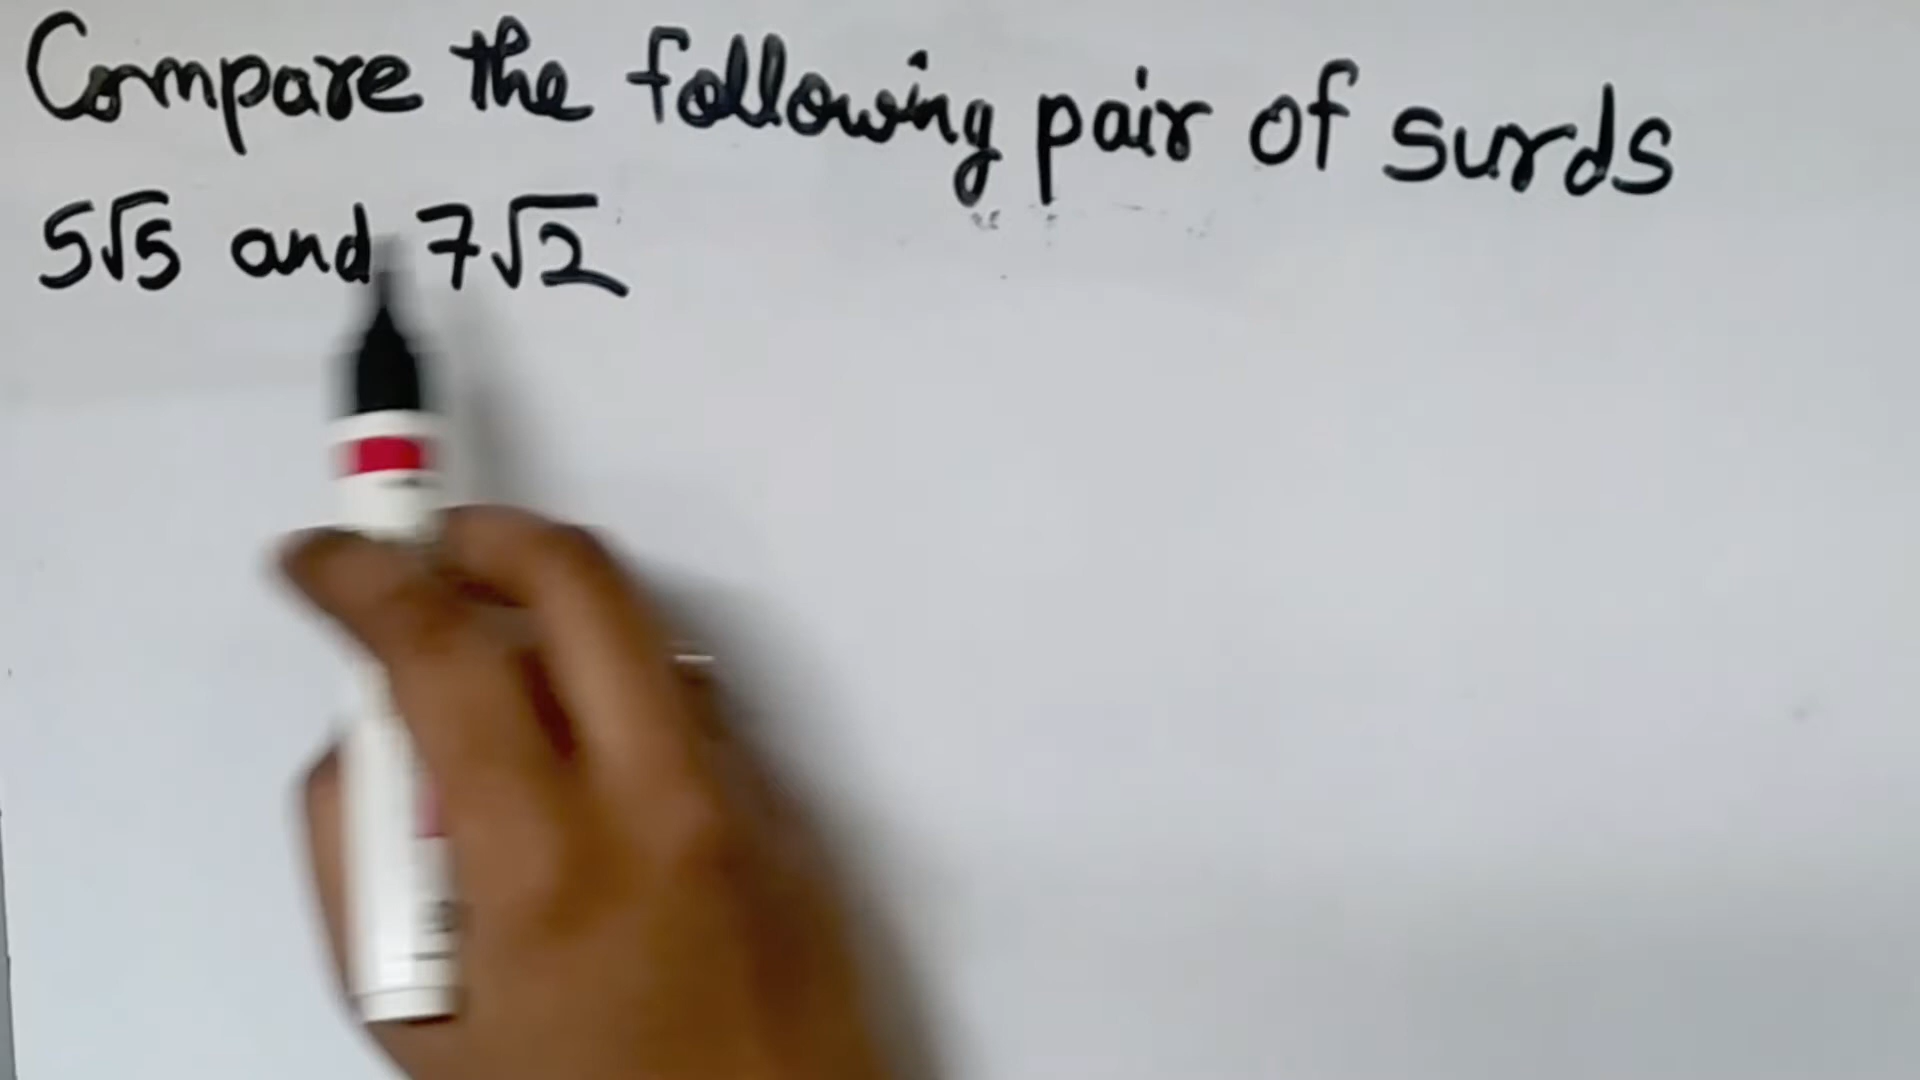 Compare the following pair of surds
5√5 and 7√2